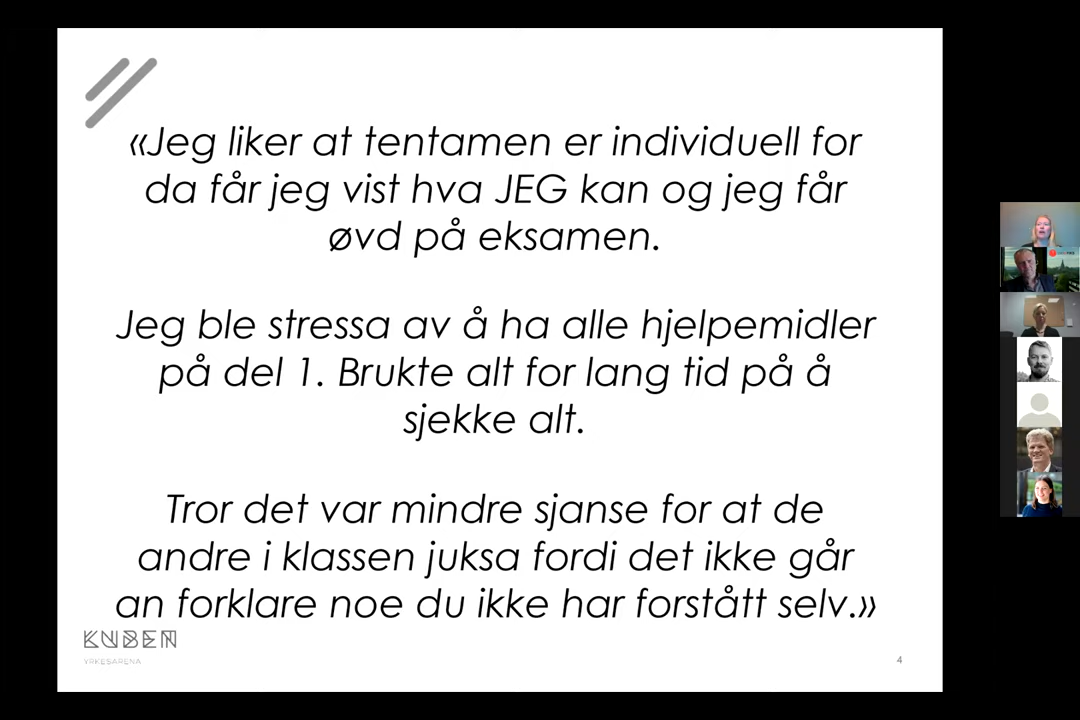 «Jeg liker at tentamen er individuell for
da får jeg vist hva JEG kan og jeg får
øvd på eksamen.
Jeg ble stressa av å ha alle hjelpemidler
på del 1. Brukte alt for lang tid på å
sjekke alt.
Tror det var mindre sjanse for at de
andre i klassen juksa fordi det ikke går
an forklare noe du ikke har forstått selv.»
KUBEN
YRKESARENA
4